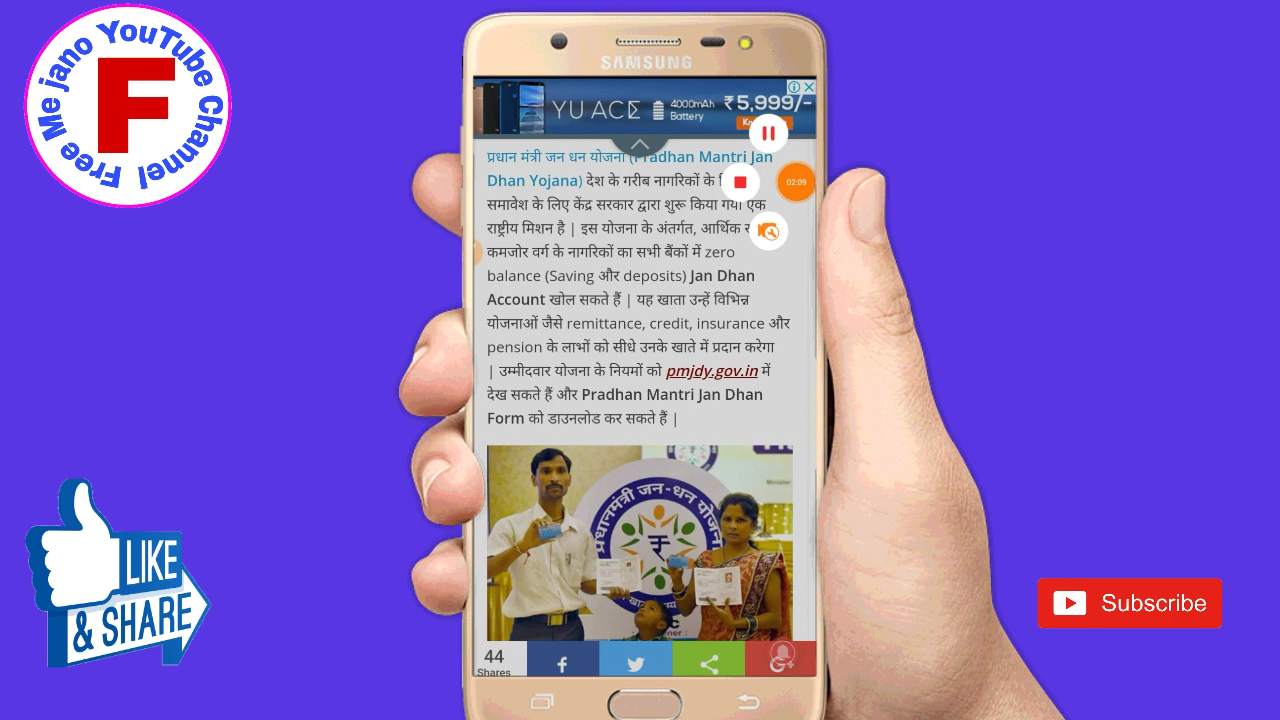 Free Me jano YouTube Channel
F
LIKE
& SHARE
SAMSUNG
YU ACE
4000mAh
Battery
₹5,999/-
02:09
प्रधान मंत्री जन धन योजना (Pradhan Mantri Jan
Dhan Yojana) देश के गरीब नागरिकों के
समावेश के लिए केंद्र सरकार द्वारा शुरू किया गया एक
राष्ट्रीय मिशन है | इस योजना के अंतर्गत, आर्थिक
कमजोर वर्ग के नागरिकों का सभी बैंकों में zero
balance (Saving और deposits) Jan Dhan
Account खोल सकते हैं | यह खाता उन्हें विभिन्न
योजनाओं जैसे remittance, credit, insurance और
pension के लाभों को सीधे उनके खाते में प्रदान करेगा
| उम्मीदवार योजना के नियमों को pmjdy.gov.in में
देख सकते हैं और Pradhan Mantri Jan Dhan
Form को डाउनलोड कर सकते हैं |
Minister
प्रधानमंत्री जन-धन योजन
44
Shares
Subscribe